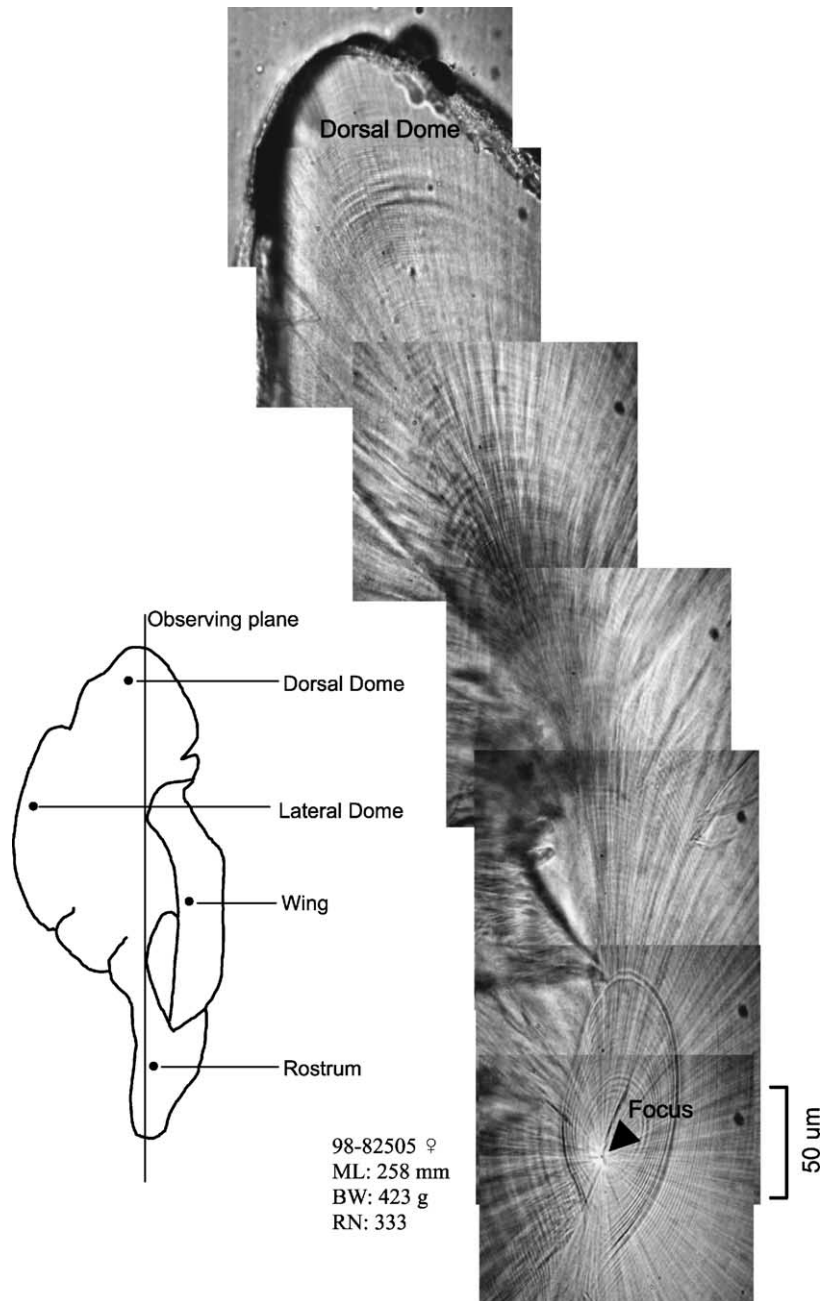 Dorsal Dome
Observing plane
Dorsal Dome
Lateral Dome
Wing
Rostrum
Focus
50 um
98-82505 ♀
ML: 258 mm
BW: 423 g
RN: 333